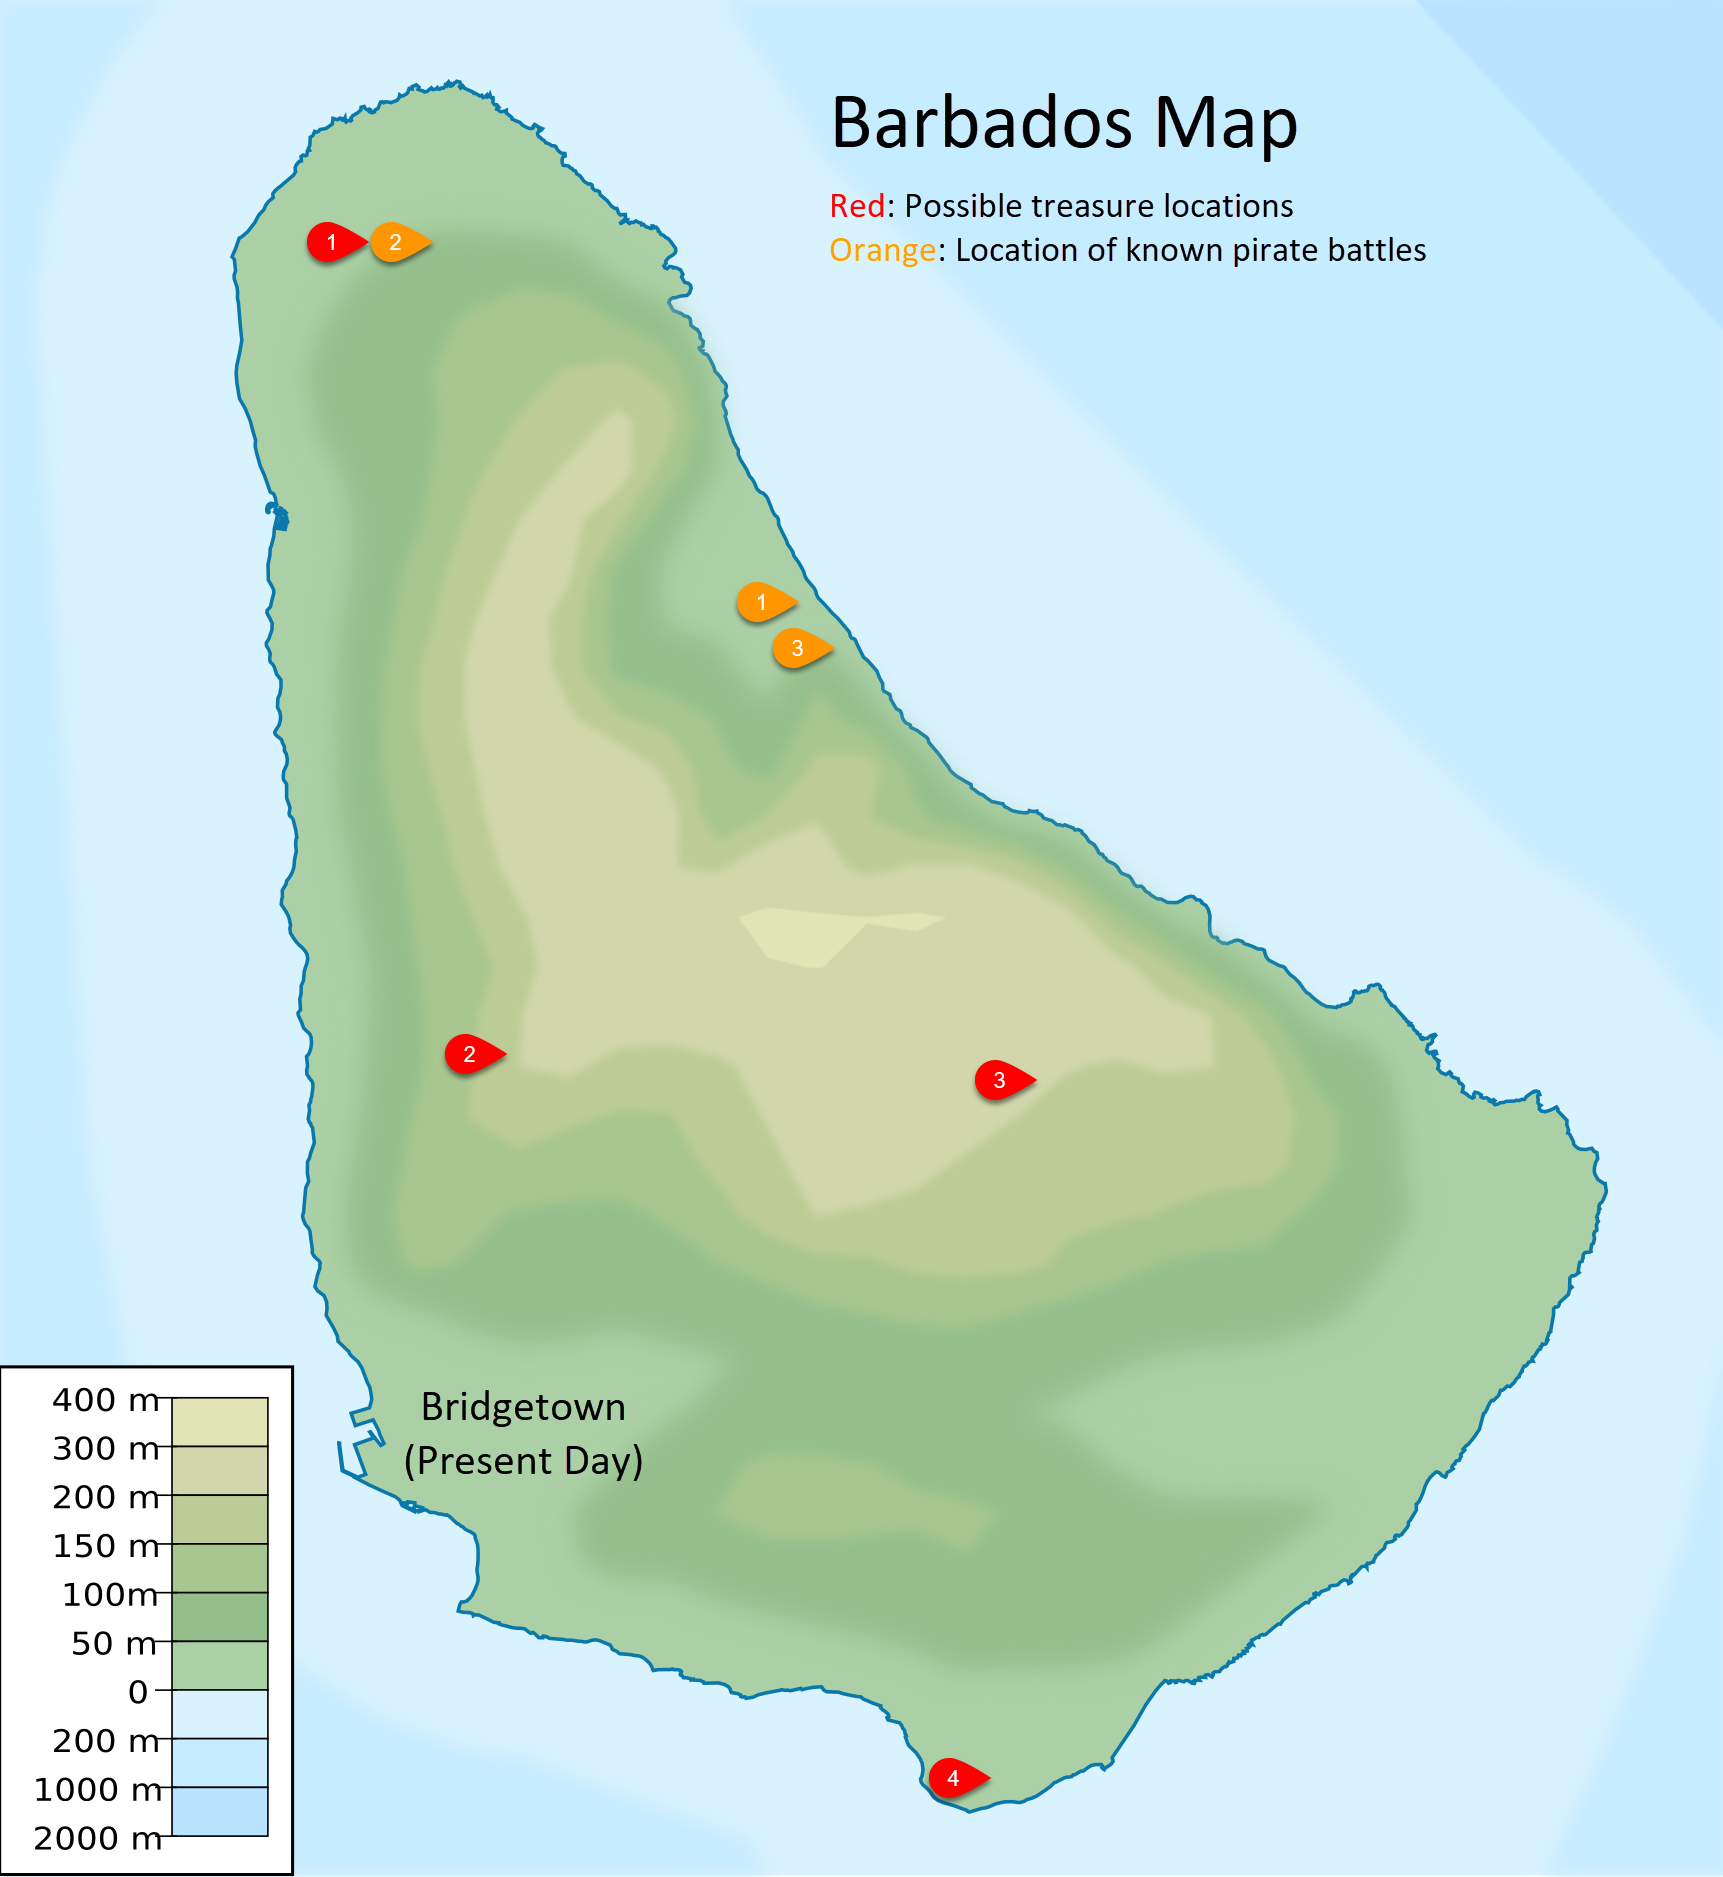 Barbados Map
Red: Possible treasure locations
Orange: Location of known pirate battles
1 2
1
3
2
3
Bridgetown
(Present Day)
4
400 m
300 m
200 m
150 m
100m
50 m
0
200 m
1000 m
2000 m